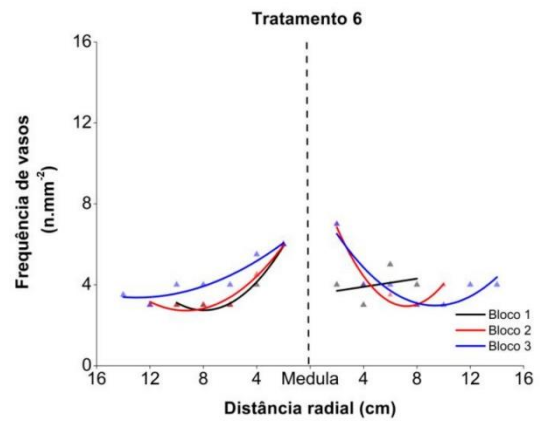 Tratamento 6
16
12
8
4
0
Frequência de vasos
(n.mm⁻²)
Bloco 1
Bloco 2
Bloco 3
16 12 8 4 Medula 4 8 12 16
Distância radial (cm)